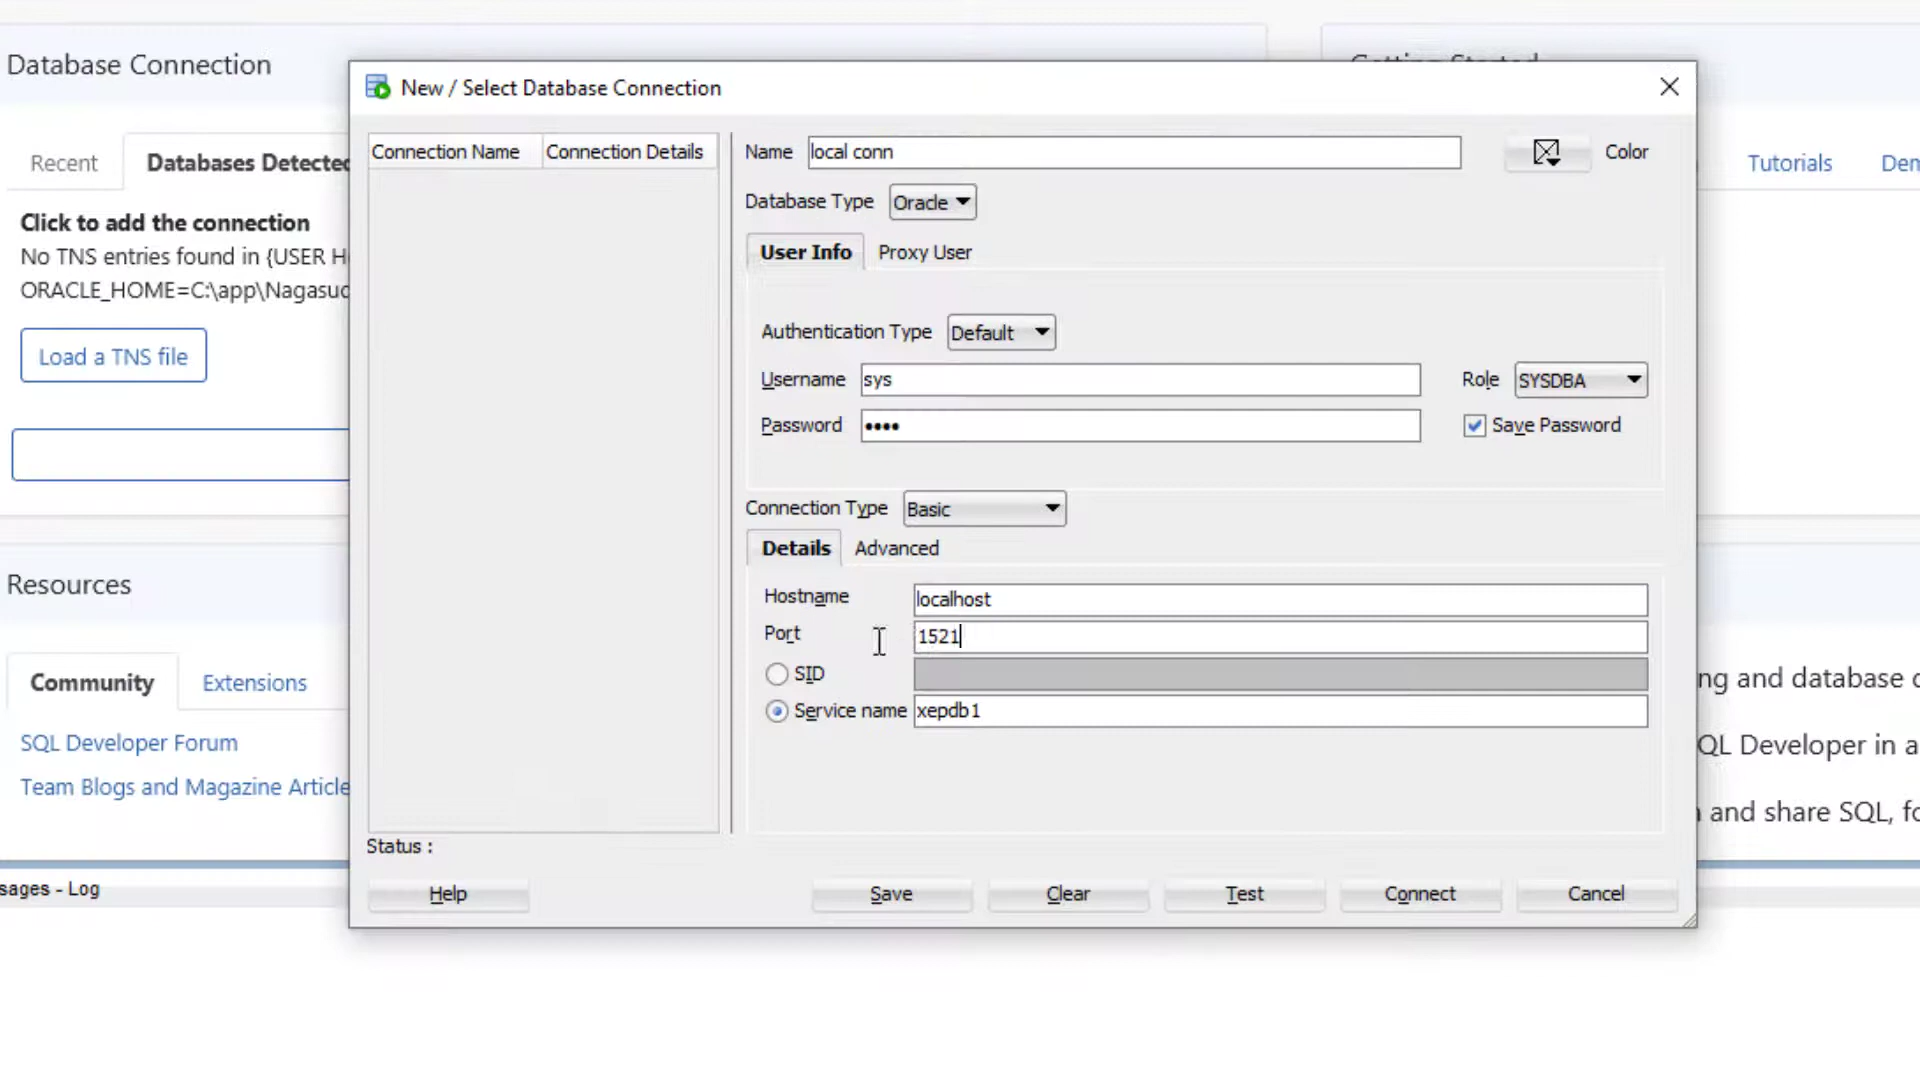 Database Connection
Recent
Databases Detected
Click to add the connection
No TNS entries found in {USER H
ORACLE_HOME=C:\app\Nagasud
Load a TNS file
Resources
Community
Extensions
SQL Developer Forum
Team Blogs and Magazine Article
sages - Log
New / Select Database Connection
Connection Name
Connection Details
Name
local conn
Color
Database Type
Oracle
User Info
Proxy User
Authentication Type
Default
Username
sys
Role
SYSDBA
Password
••••
Save Password
Connection Type
Basic
Details
Advanced
Hostname
localhost
Port
1521
SID
Service name
xepdb1
Status :
Help
Save
Clear
Test
Connect
Cancel
Getting Started
Tutorials
Dem
ng and database d
QL Developer in a
and share SQL, fo